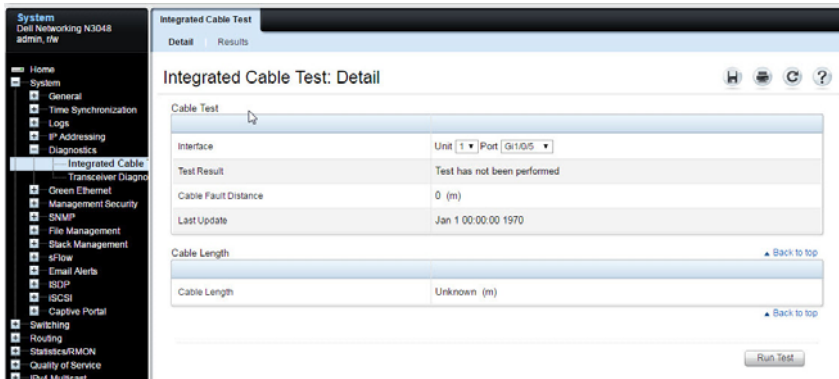 System
Dell Networking N3048
admin, r/w
Home
System
General
Time Synchronization
Logs
IP Addressing
Diagnostics
Integrated Cable
Transceiver Diagno
Green Ethernet
Management Security
SNMP
File Management
Stack Management
sFlow
Email Alerts
ISDP
iSCSI
Captive Portal
Switching
Routing
Statistics/RMON
Quality of Service
IPv4 Multicast
Integrated Cable Test
Detail Results
Integrated Cable Test: Detail
Cable Test
Interface Unit 1 Port Gi1/0/5
Test Result Test has not been performed
Cable Fault Distance 0 (m)
Last Update Jan 1 00:00:00 1970
Cable Length Back to top
Cable Length Unknown (m)
Back to top
Run Test